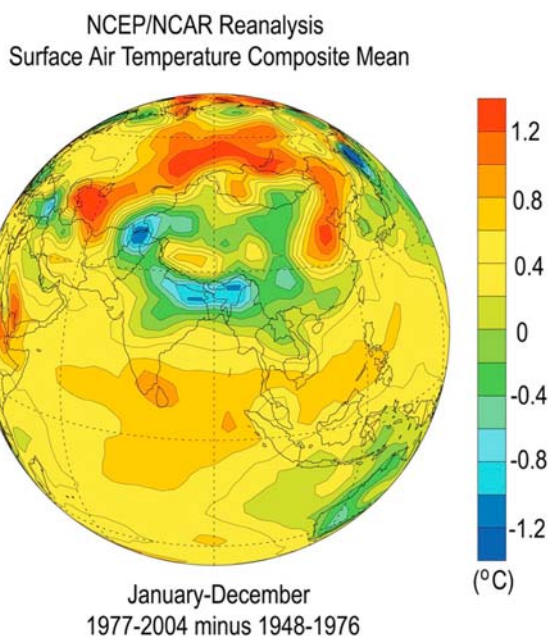 NCEP/NCAR Reanalysis
Surface Air Temperature Composite Mean
1.2
0.8
0.4
0
-0.4
-0.8
-1.2
(°C)
January-December
1977-2004 minus 1948-1976